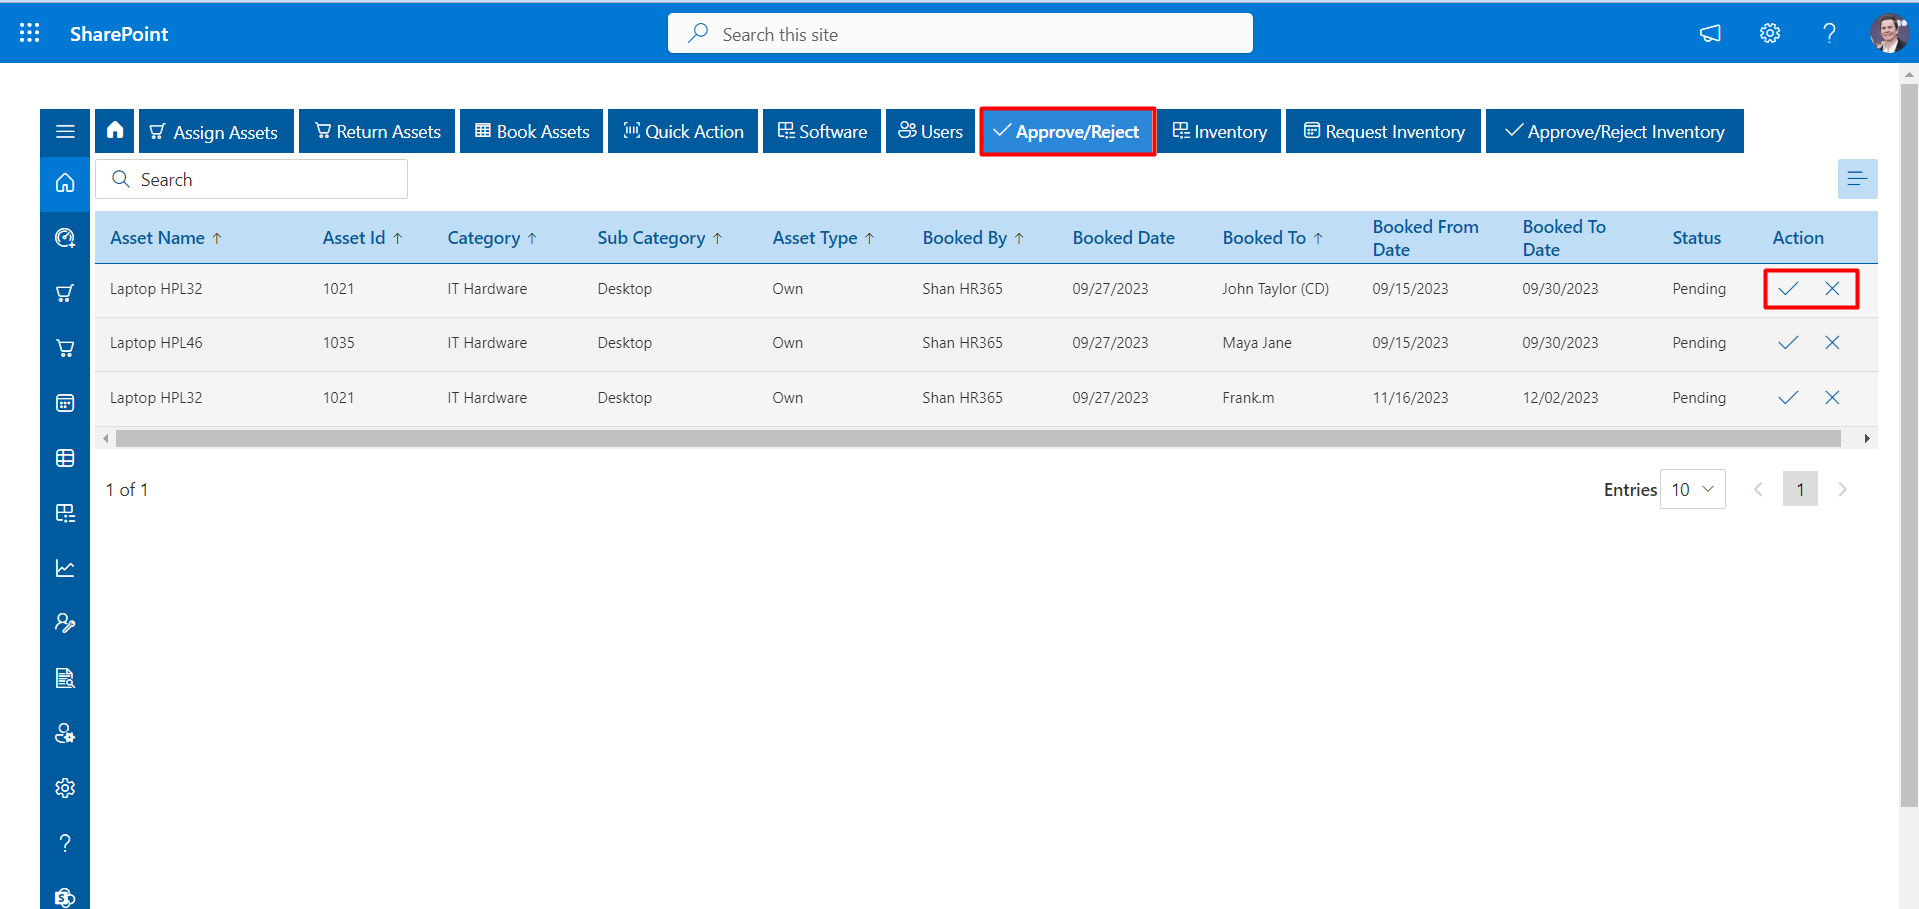 SharePoint
Search this site
Assign Assets
Return Assets
Book Assets
Quick Action
Software
Users
Approve/Reject
Inventory
Request Inventory
Approve/Reject Inventory
Search
Asset Name ↑ Asset Id ↑ Category ↑ Sub Category ↑ Asset Type ↑ Booked By ↑ Booked Date Booked To ↑ Booked From Date Booked To Date Status Action
Laptop HPL32 1021 IT Hardware Desktop Own Shan HR365 09/27/2023 John Taylor (CD) 09/15/2023 09/30/2023 Pending
Laptop HPL46 1035 IT Hardware Desktop Own Shan HR365 09/27/2023 Maya Jane 09/15/2023 09/30/2023 Pending
Laptop HPL32 1021 IT Hardware Desktop Own Shan HR365 09/27/2023 Frank.m 11/16/2023 12/02/2023 Pending
1 of 1
Entries 10
1